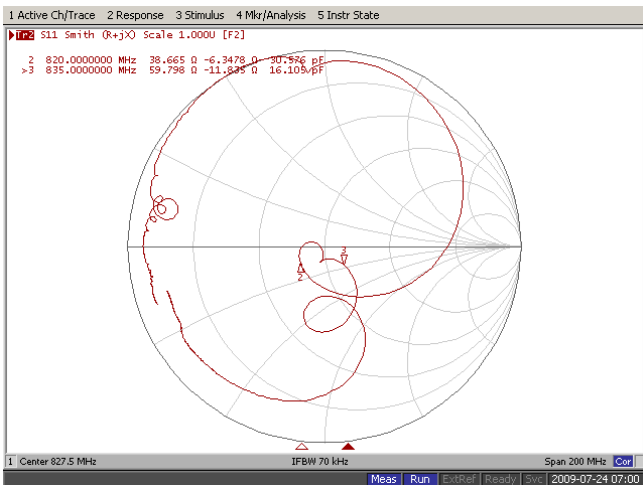 1 Active Ch/Trace 2 Response 3 Stimulus 4 Mkr/Analysis 5 Instr State
Tr2 S11 Smith (R+jX) Scale 1.000U [F2]
2 820.0000000 MHz 38.665 Ω -6.3478 Ω 30.576 pF
>3 835.0000000 MHz 59.798 Ω -11.835 Ω 16.105 pF
3
2
1 Center 827.5 MHz IFBW 70 kHz Span 200 MHz Cor
Meas Run ExtRef Ready Svc 2009-07-24 07:00